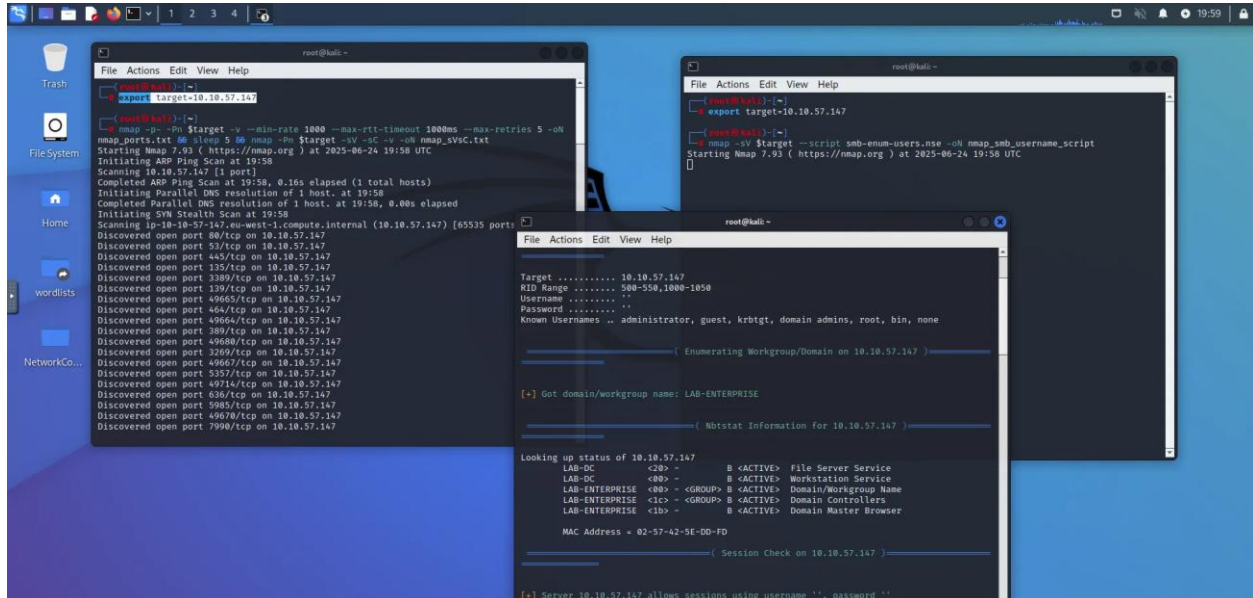 1 2 3 4
19:59
Trash
File System
Home
wordlists
NetworkCo...
root@kali: ~
File Actions Edit View Help
(root@kali)-[~]
# export target=10.10.57.147
(root@kali)-[~]
# nmap -p- -Pn $target -v --min-rate 1000 --max-rtt-timeout 1000ms --max-retries 5 -oN
nmap_ports.txt && sleep 5 && nmap -Pn $target -sV -sC -v -oN nmap_sVsC.txt
Starting Nmap 7.93 ( https://nmap.org ) at 2025-06-24 19:58 UTC
Initiating ARP Ping Scan at 19:58
Scanning 10.10.57.147 [1 port]
Completed ARP Ping Scan at 19:58, 0.16s elapsed (1 total hosts)
Initiating Parallel DNS resolution of 1 host. at 19:58
Completed Parallel DNS resolution of 1 host. at 19:58, 0.00s elapsed
Initiating SYN Stealth Scan at 19:58
Scanning ip-10-10-57-147.eu-west-1.compute.internal (10.10.57.147) [65535 ports
Discovered open port 80/tcp on 10.10.57.147
Discovered open port 53/tcp on 10.10.57.147
Discovered open port 445/tcp on 10.10.57.147
Discovered open port 135/tcp on 10.10.57.147
Discovered open port 3389/tcp on 10.10.57.147
Discovered open port 139/tcp on 10.10.57.147
Discovered open port 49665/tcp on 10.10.57.147
Discovered open port 464/tcp on 10.10.57.147
Discovered open port 49664/tcp on 10.10.57.147
Discovered open port 389/tcp on 10.10.57.147
Discovered open port 49680/tcp on 10.10.57.147
Discovered open port 3269/tcp on 10.10.57.147
Discovered open port 49667/tcp on 10.10.57.147
Discovered open port 5357/tcp on 10.10.57.147
Discovered open port 49714/tcp on 10.10.57.147
Discovered open port 636/tcp on 10.10.57.147
Discovered open port 5985/tcp on 10.10.57.147
Discovered open port 49670/tcp on 10.10.57.147
Discovered open port 7990/tcp on 10.10.57.147
root@kali: ~
File Actions Edit View Help
(root@kali)-[~]
# export target=10.10.57.147
(root@kali)-[~]
# nmap -sV $target --script smb-enum-users.nse -oN nmap_smb_username_script
Starting Nmap 7.93 ( https://nmap.org ) at 2025-06-24 19:58 UTC
root@kali: ~
File Actions Edit View Help
Target .......... 10.10.57.147
RID Range ........ 500-550,1000-1050
Username ......... ''
Password ......... ''
Known Usernames .. administrator, guest, krbtgt, domain admins, root, bin, none
( Enumerating Workgroup/Domain on 10.10.57.147 )
[+] Got domain/workgroup name: LAB-ENTERPRISE
( Nbtstat Information for 10.10.57.147 )
Looking up status of 10.10.57.147
LAB-DC <20> - B <ACTIVE> File Server Service
LAB-DC <00> - B <ACTIVE> Workstation Service
LAB-ENTERPRISE <00> - <GROUP> B <ACTIVE> Domain/Workgroup Name
LAB-ENTERPRISE <1c> - <GROUP> B <ACTIVE> Domain Controllers
LAB-ENTERPRISE <1b> - B <ACTIVE> Domain Master Browser
MAC Address = 02-57-42-5E-DD-FD
( Session Check on 10.10.57.147 )
[+] Server 10.10.57.147 allows sessions using username '', password ''